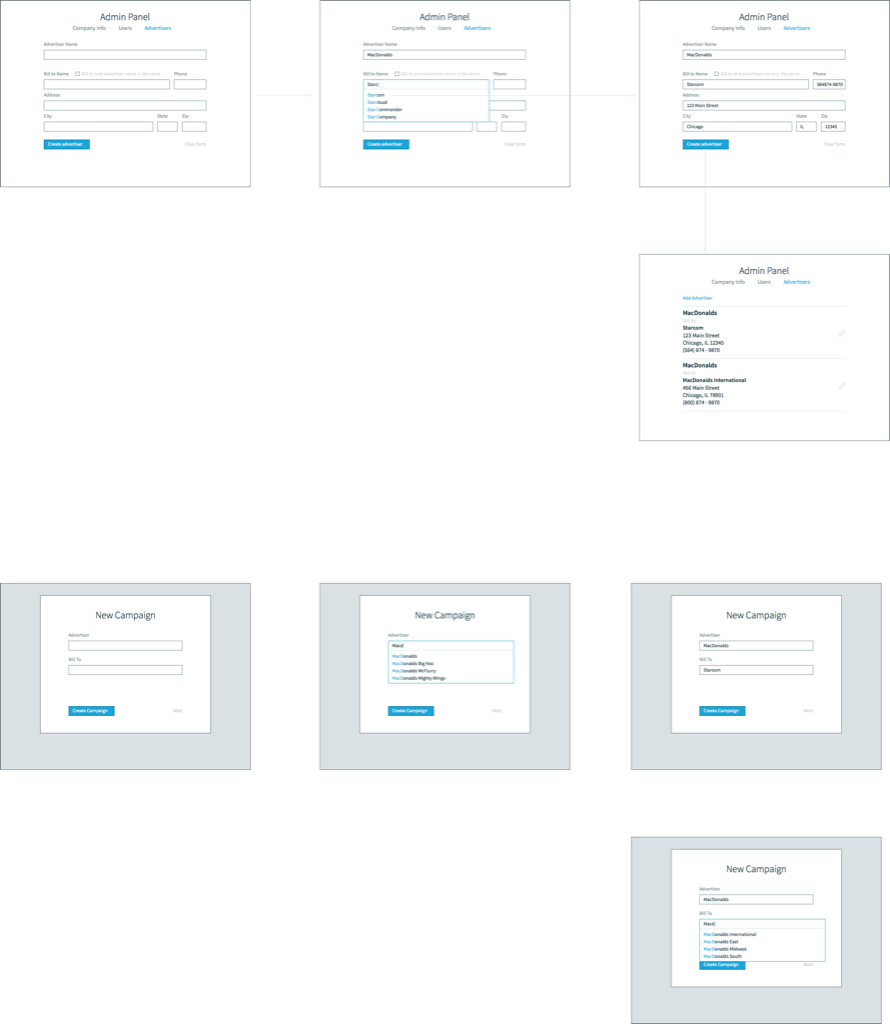 Admin Panel
Company Info Users Advertisers
Advertiser Name
Bill to Name Bill to and advertiser name is the same Phone
Address
City State Zip
Create advertiser Clear form
Admin Panel
Company Info Users Advertisers
Advertiser Name
MacDonalds
Bill to Name Bill to and advertiser name is the same Phone
Starc
Starcom
Starcloud
Star Commander
Star Company
Zip
Create advertiser Clear form
Admin Panel
Company Info Users Advertisers
Advertiser Name
MacDonalds
Bill to Name Bill to and advertiser name is the same Phone
Starcom 564874-9870
Address
123 Main Street
City State Zip
Chicago IL 12345
Create advertiser Clear form
Admin Panel
Company Info Users Advertisers
Add Advertiser
MacDonalds
Bill to
Starcom
123 Main Street
Chicago, IL 12345
(564) 874 - 9870
MacDonalds
Bill to
MacDonalds International
456 Main Street
Chicago, IL 78901
(800) 874 - 9870
New Campaign
Advertiser
Bill To
Create Campaign Next
New Campaign
Advertiser
Macd
MacDonalds
MacDonalds Big Mac
MacDonalds McFlurry
MacDonalds Mighty Wings
Create Campaign Next
New Campaign
Advertiser
MacDonalds
Bill To
Starcom
Create Campaign Next
New Campaign
Advertiser
MacDonalds
Bill To
Macd
MacDonalds International
MacDonalds East
MacDonalds Midwest
MacDonalds South
Create Campaign Next